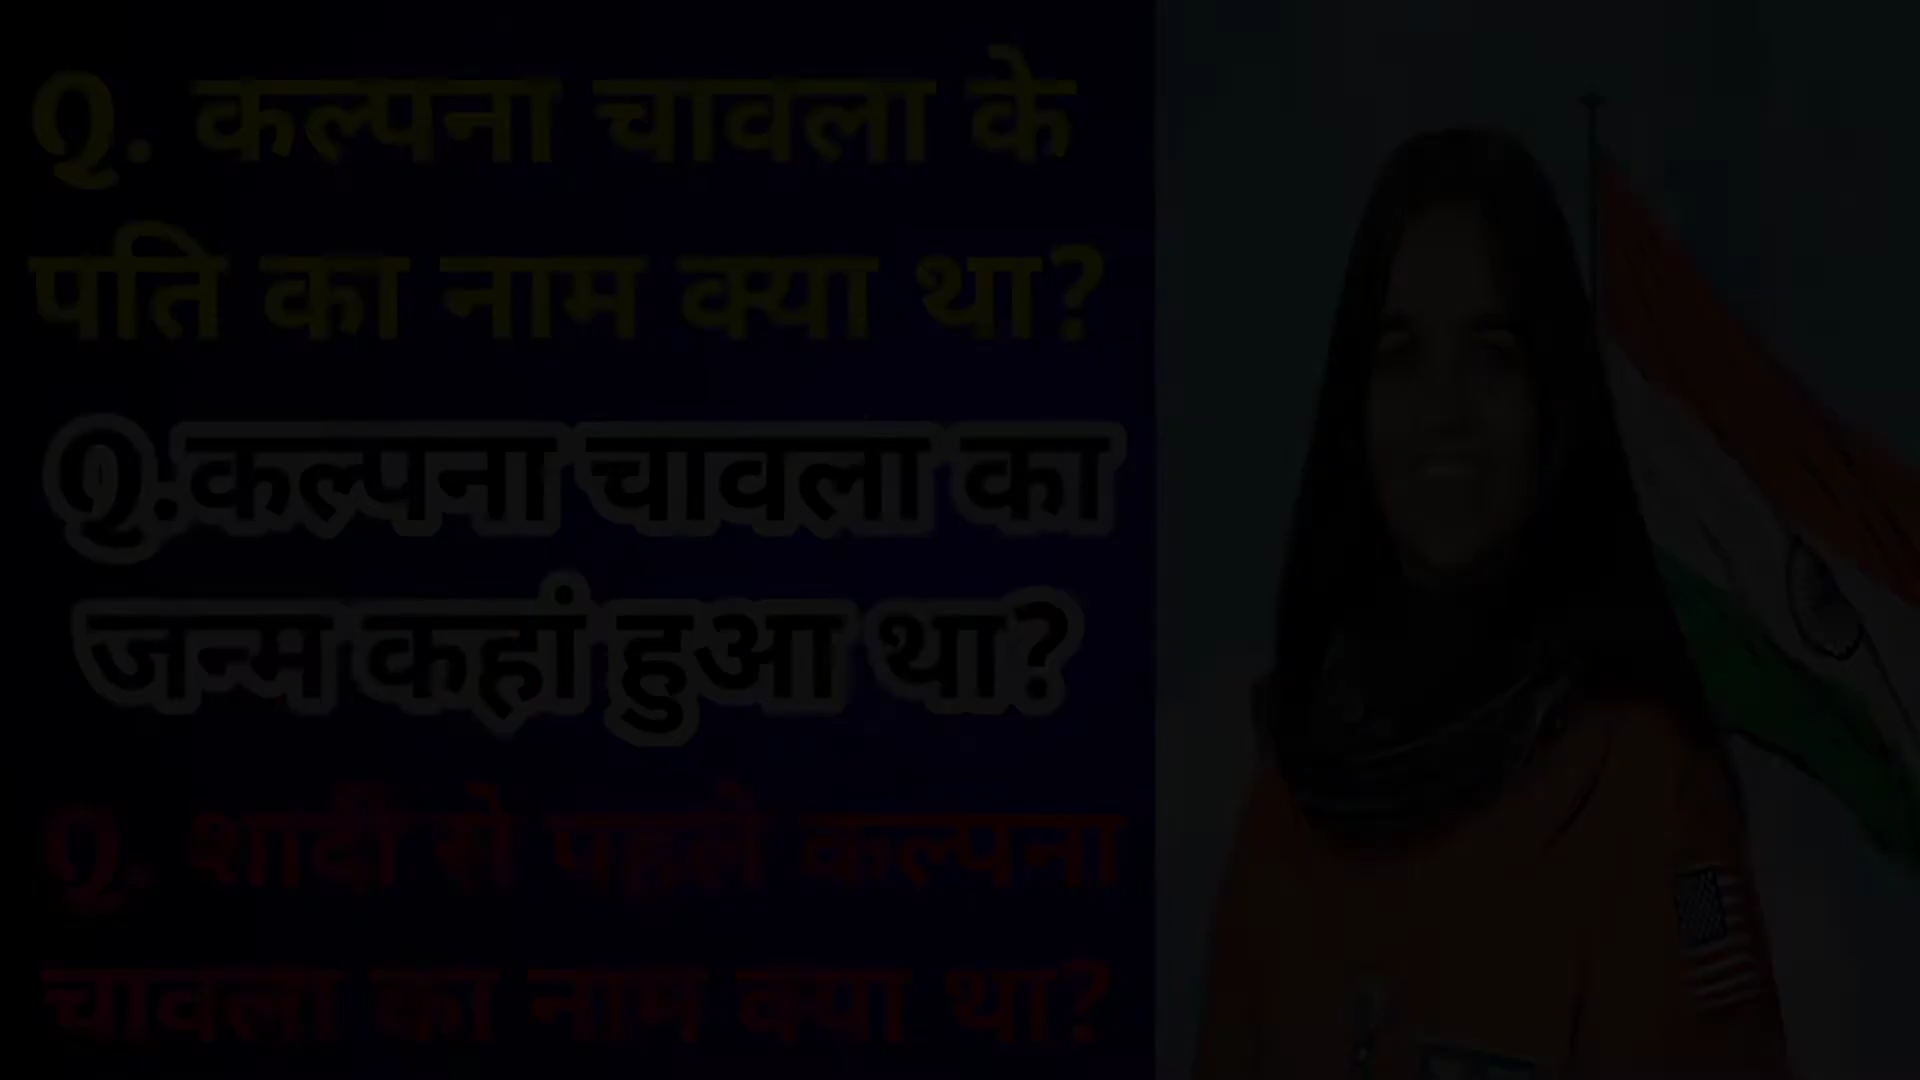 Q. कल्पना चावला के
पति का नाम क्या था?
Q.कल्पना चावला का
जन्म कहां हुआ था?
Q. शादी से पहले कल्पना
चावला का नाम क्या था?